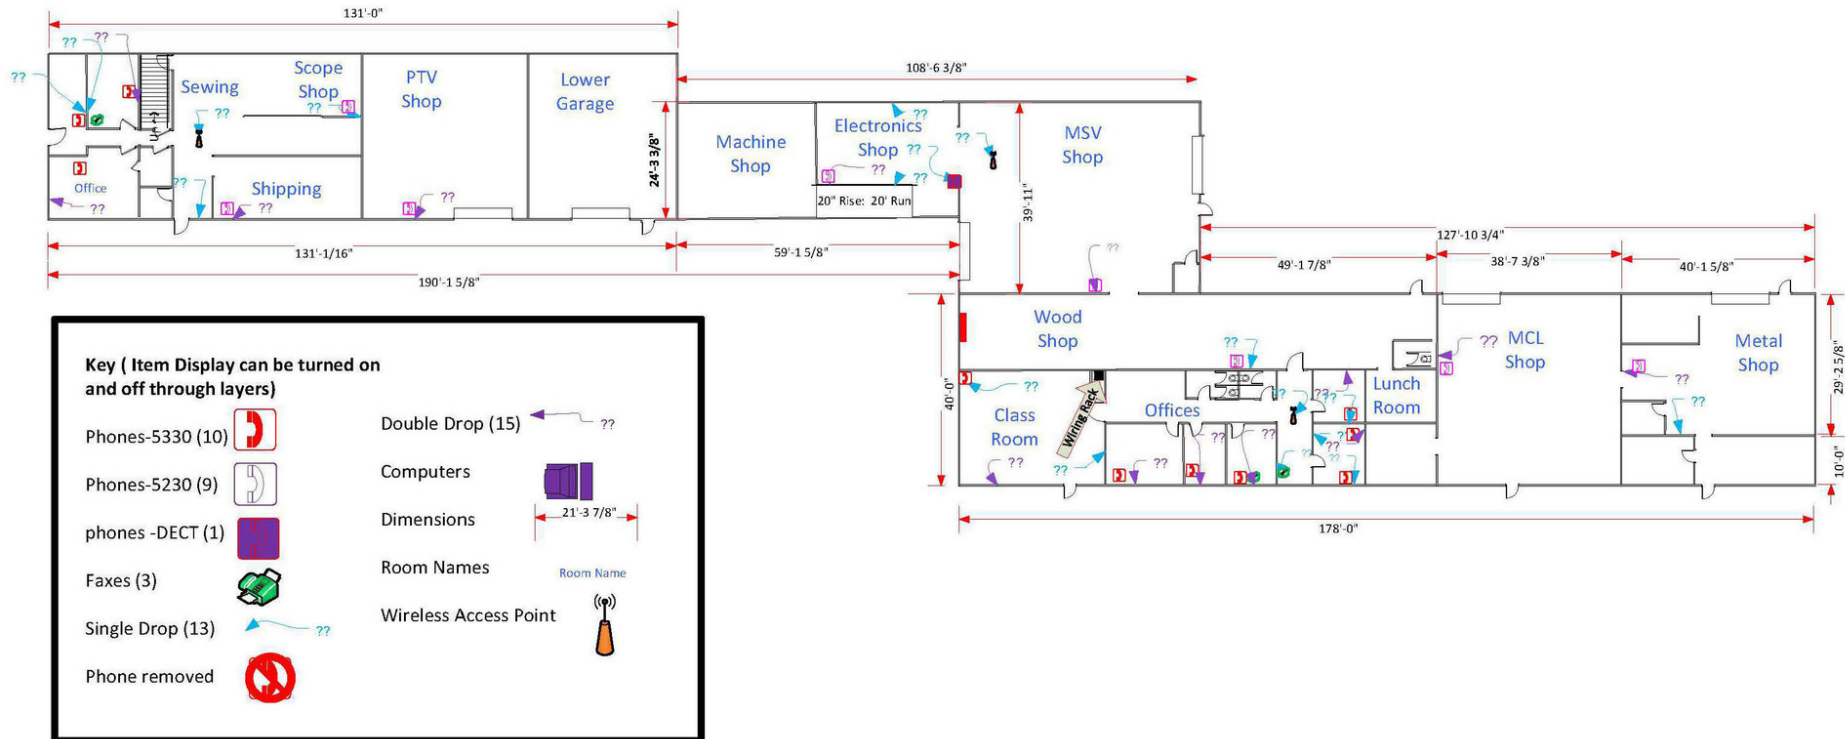 131'-0"
??
??
??
Sewing
Scope
Shop
??
??
PTV
Shop
Lower
Garage
108'-6 3/8"
24'-3 3/8"
Machine
Shop
Electronics
Shop
??
??
??
??
20" Rise: 20' Run
??
MSV
Shop
39'-11"
??
Office
??
??
Shipping
??
??
131'-1/16"
59'-1 5/8"
190'-1 5/8"
127'-10 3/4"
49'-1 7/8"
38'-7 3/8"
40'-1 5/8"
Wood
Shop
??
MCL
Shop
??
Metal
Shop
??
??
29'-2 5/8"
10'-0"
40'-0"
??
Class
Room
Wiring Rack
??
??
Offices
??
??
??
??
??
??
Lunch
Room
??
??
??
178'-0"
Key ( Item Display can be turned on
and off through layers)
Phones-5330 (10)
Phones-5230 (9)
phones -DECT (1)
Faxes (3)
Single Drop (13)
??
Phone removed
Double Drop (15)
??
Computers
Dimensions
21'-3 7/8"
Room Names
Room Name
Wireless Access Point